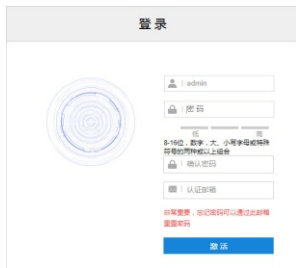 登录
admin
密码
低 高
8-16位，数字，大、小写字母或特殊
符号的两种或以上组合
确认密码
认证邮箱
非常重要，忘记密码可以通过此邮箱
重置密码
激活